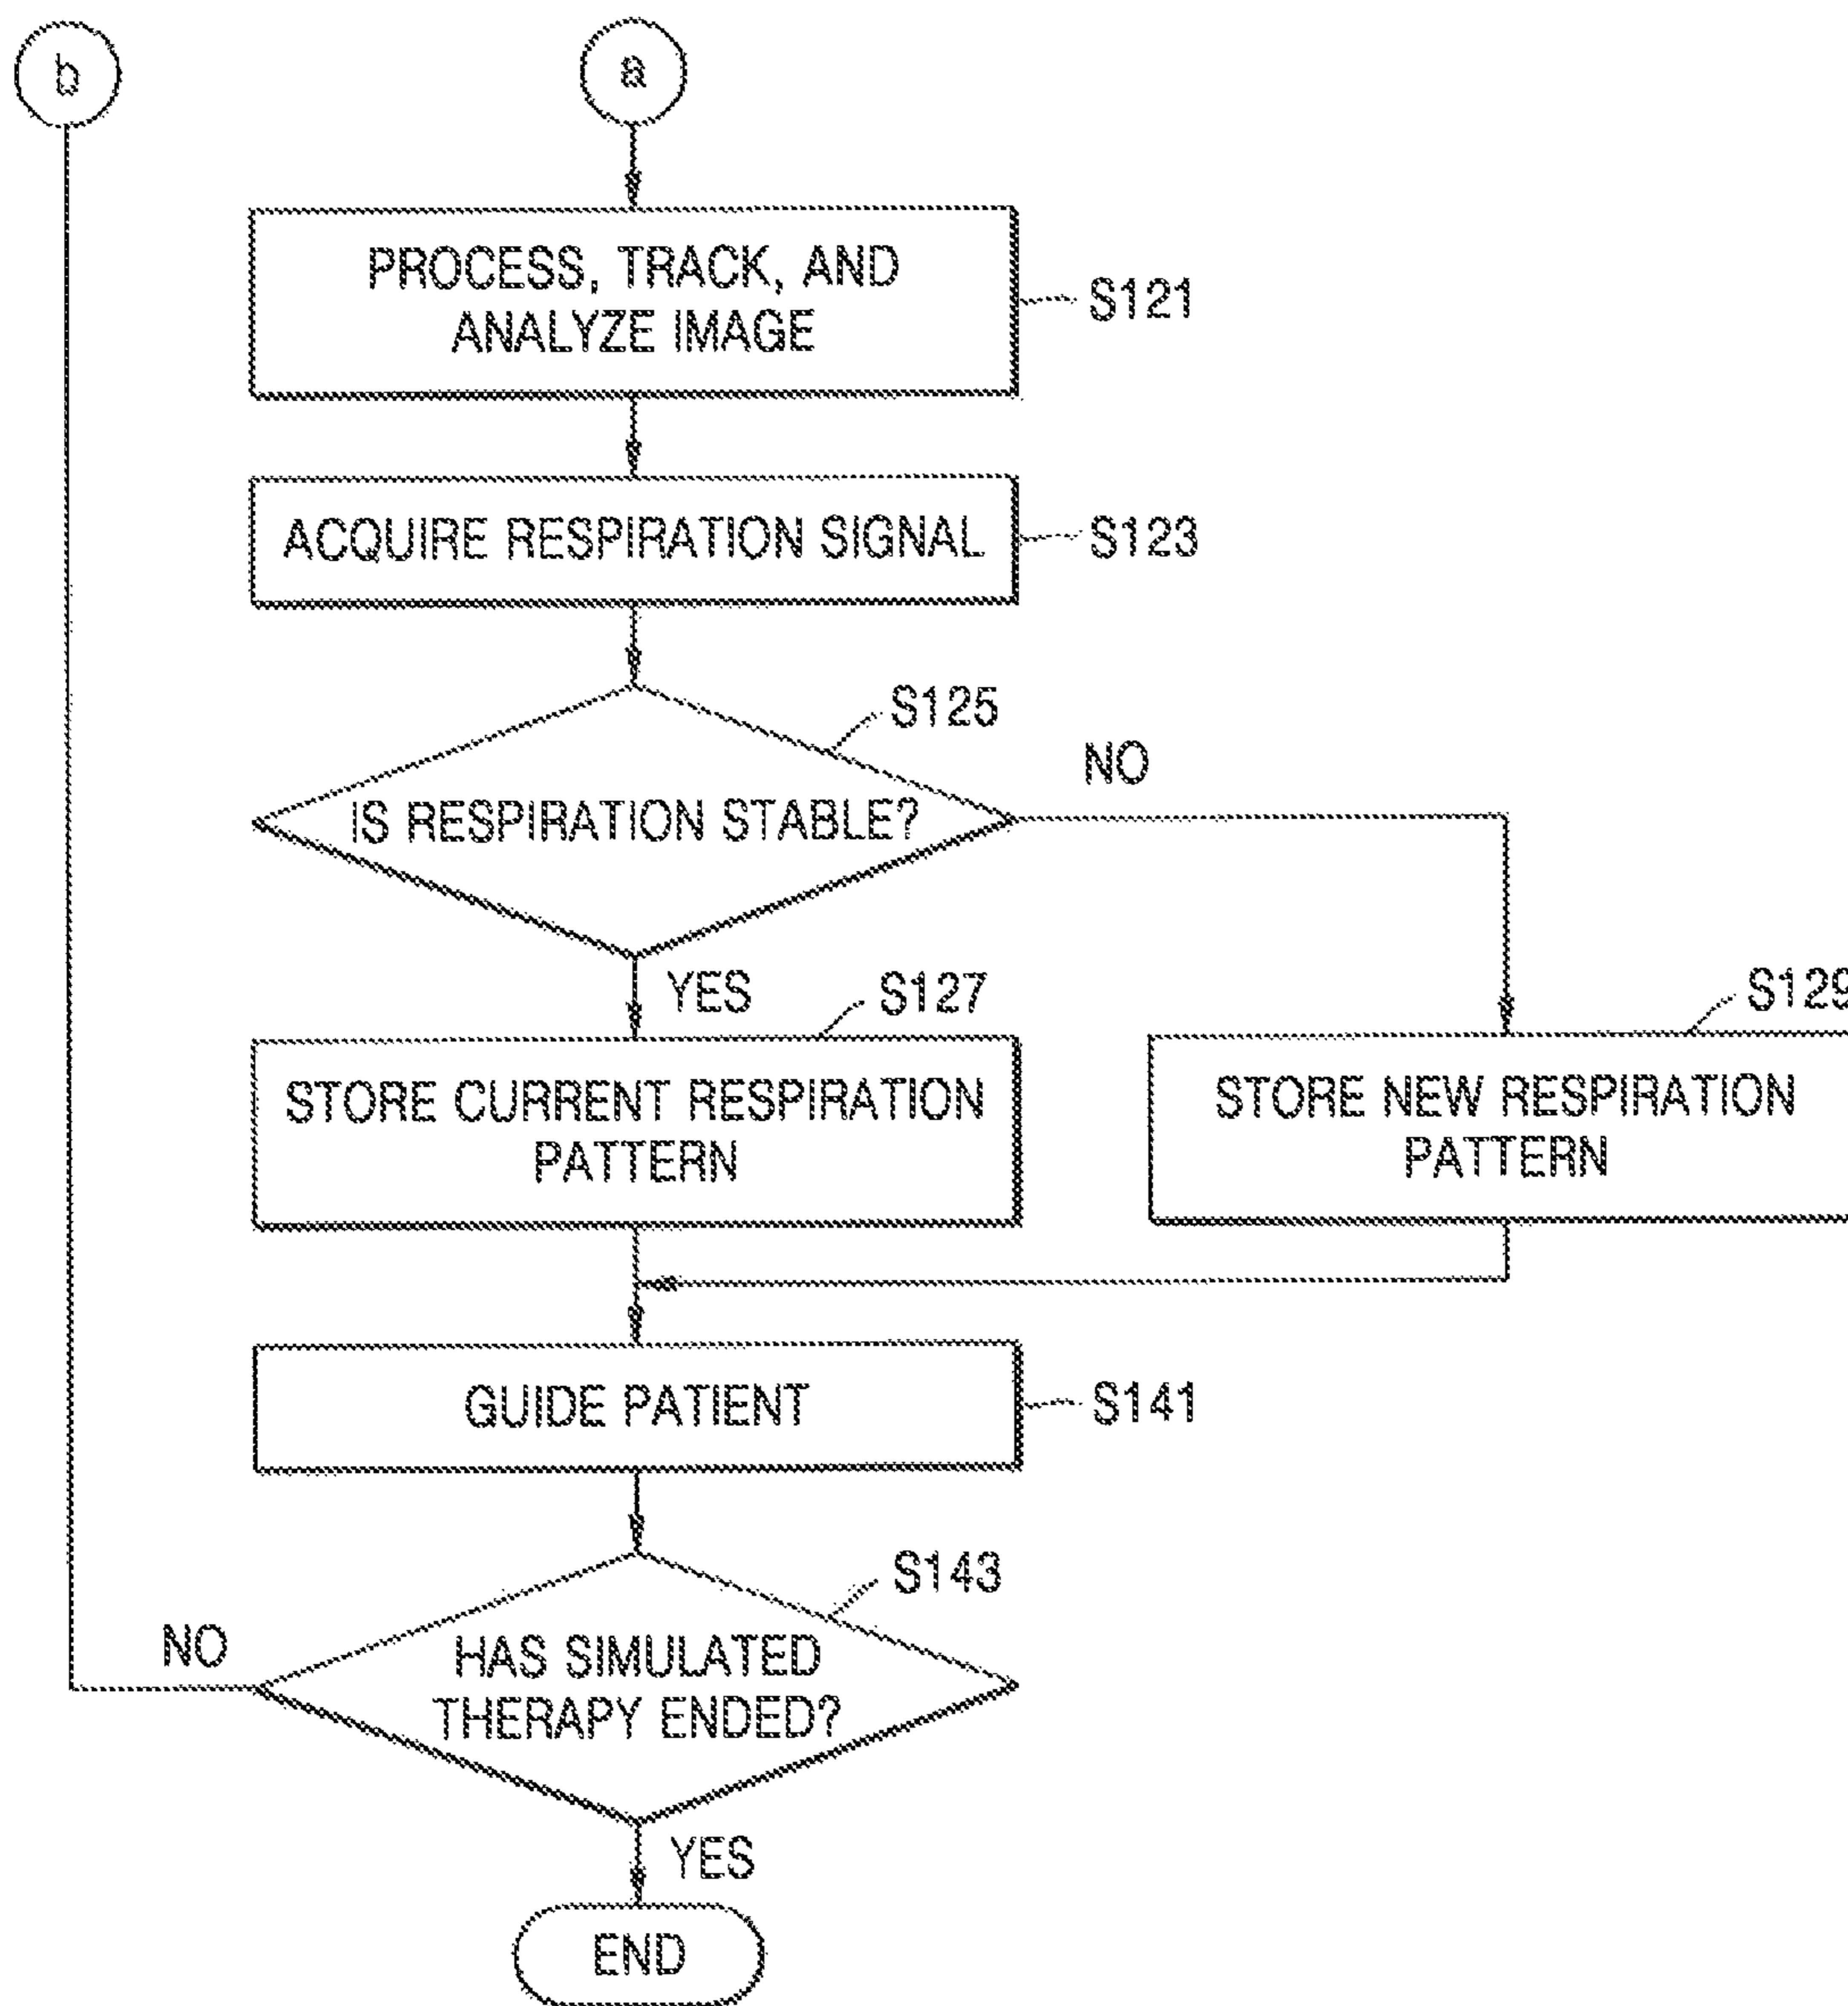 b
a
PROCESS, TRACK, AND
ANALYZE IMAGE
S121
ACQUIRE RESPIRATION SIGNAL
S123
S125
IS RESPIRATION STABLE?
NO
YES
S127
S129
STORE CURRENT RESPIRATION
PATTERN
STORE NEW RESPIRATION
PATTERN
GUIDE PATIENT
S141
S143
HAS SIMULATED
THERAPY ENDED?
NO
YES
END